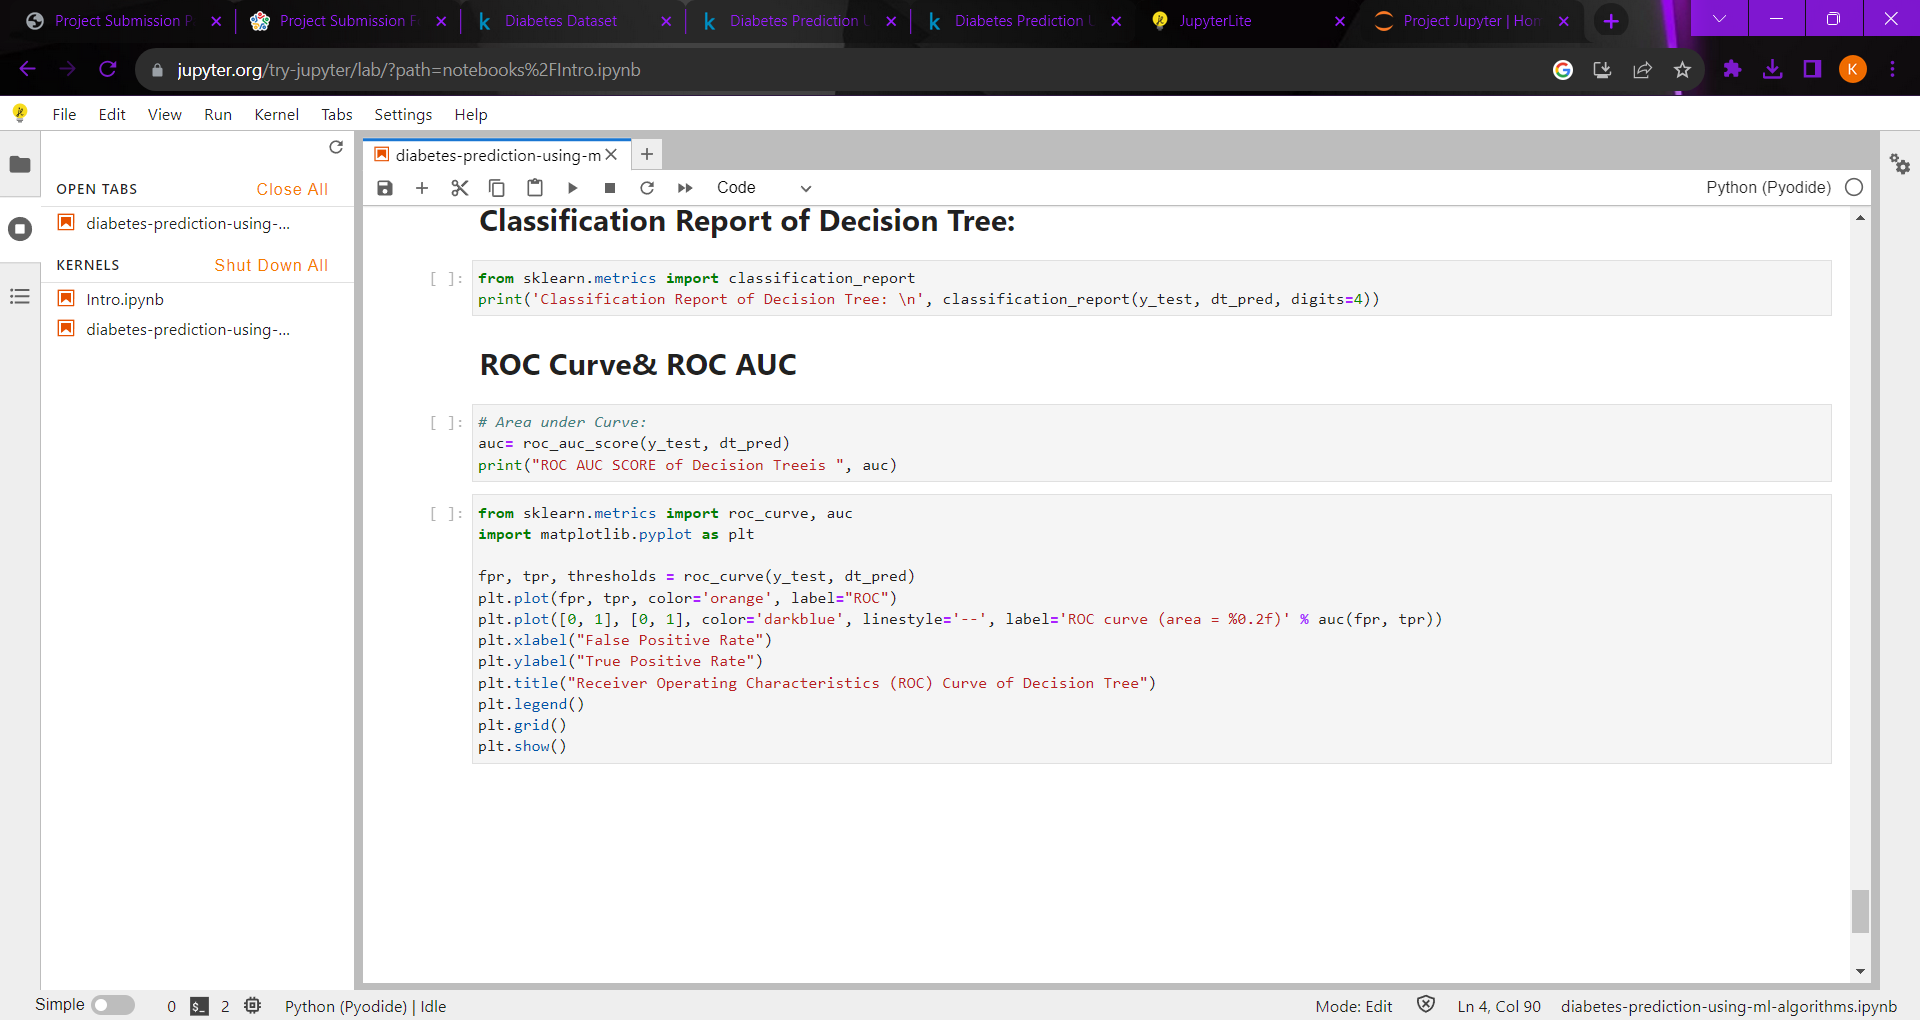 Project Submission P
Project Submission F
Diabetes Dataset
Diabetes Prediction U
Diabetes Prediction U
JupyterLite
Project Jupyter | Hon
jupyter.org/try-jupyter/lab/?path=notebooks%2FIntro.ipynb
K
File Edit View Run Kernel Tabs Settings Help
diabetes-prediction-using-m
OPEN TABS Close All
diabetes-prediction-using-...
KERNELS Shut Down All
Intro.ipynb
diabetes-prediction-using-...
Code
Python (Pyodide)
Classification Report of Decision Tree:
[ ]: from sklearn.metrics import classification_report
print('Classification Report of Decision Tree: \n', classification_report(y_test, dt_pred, digits=4))
ROC Curve& ROC AUC
[ ]: # Area under Curve:
auc= roc_auc_score(y_test, dt_pred)
print("ROC AUC SCORE of Decision Treeis ", auc)
[ ]: from sklearn.metrics import roc_curve, auc
import matplotlib.pyplot as plt
fpr, tpr, thresholds = roc_curve(y_test, dt_pred)
plt.plot(fpr, tpr, color='orange', label="ROC")
plt.plot([0, 1], [0, 1], color='darkblue', linestyle='--', label='ROC curve (area = %0.2f)' % auc(fpr, tpr))
plt.xlabel("False Positive Rate")
plt.ylabel("True Positive Rate")
plt.title("Receiver Operating Characteristics (ROC) Curve of Decision Tree")
plt.legend()
plt.grid()
plt.show()
Simple 0 $_ 2 Python (Pyodide) | Idle
Mode: Edit Ln 4, Col 90 diabetes-prediction-using-ml-algorithms.ipynb